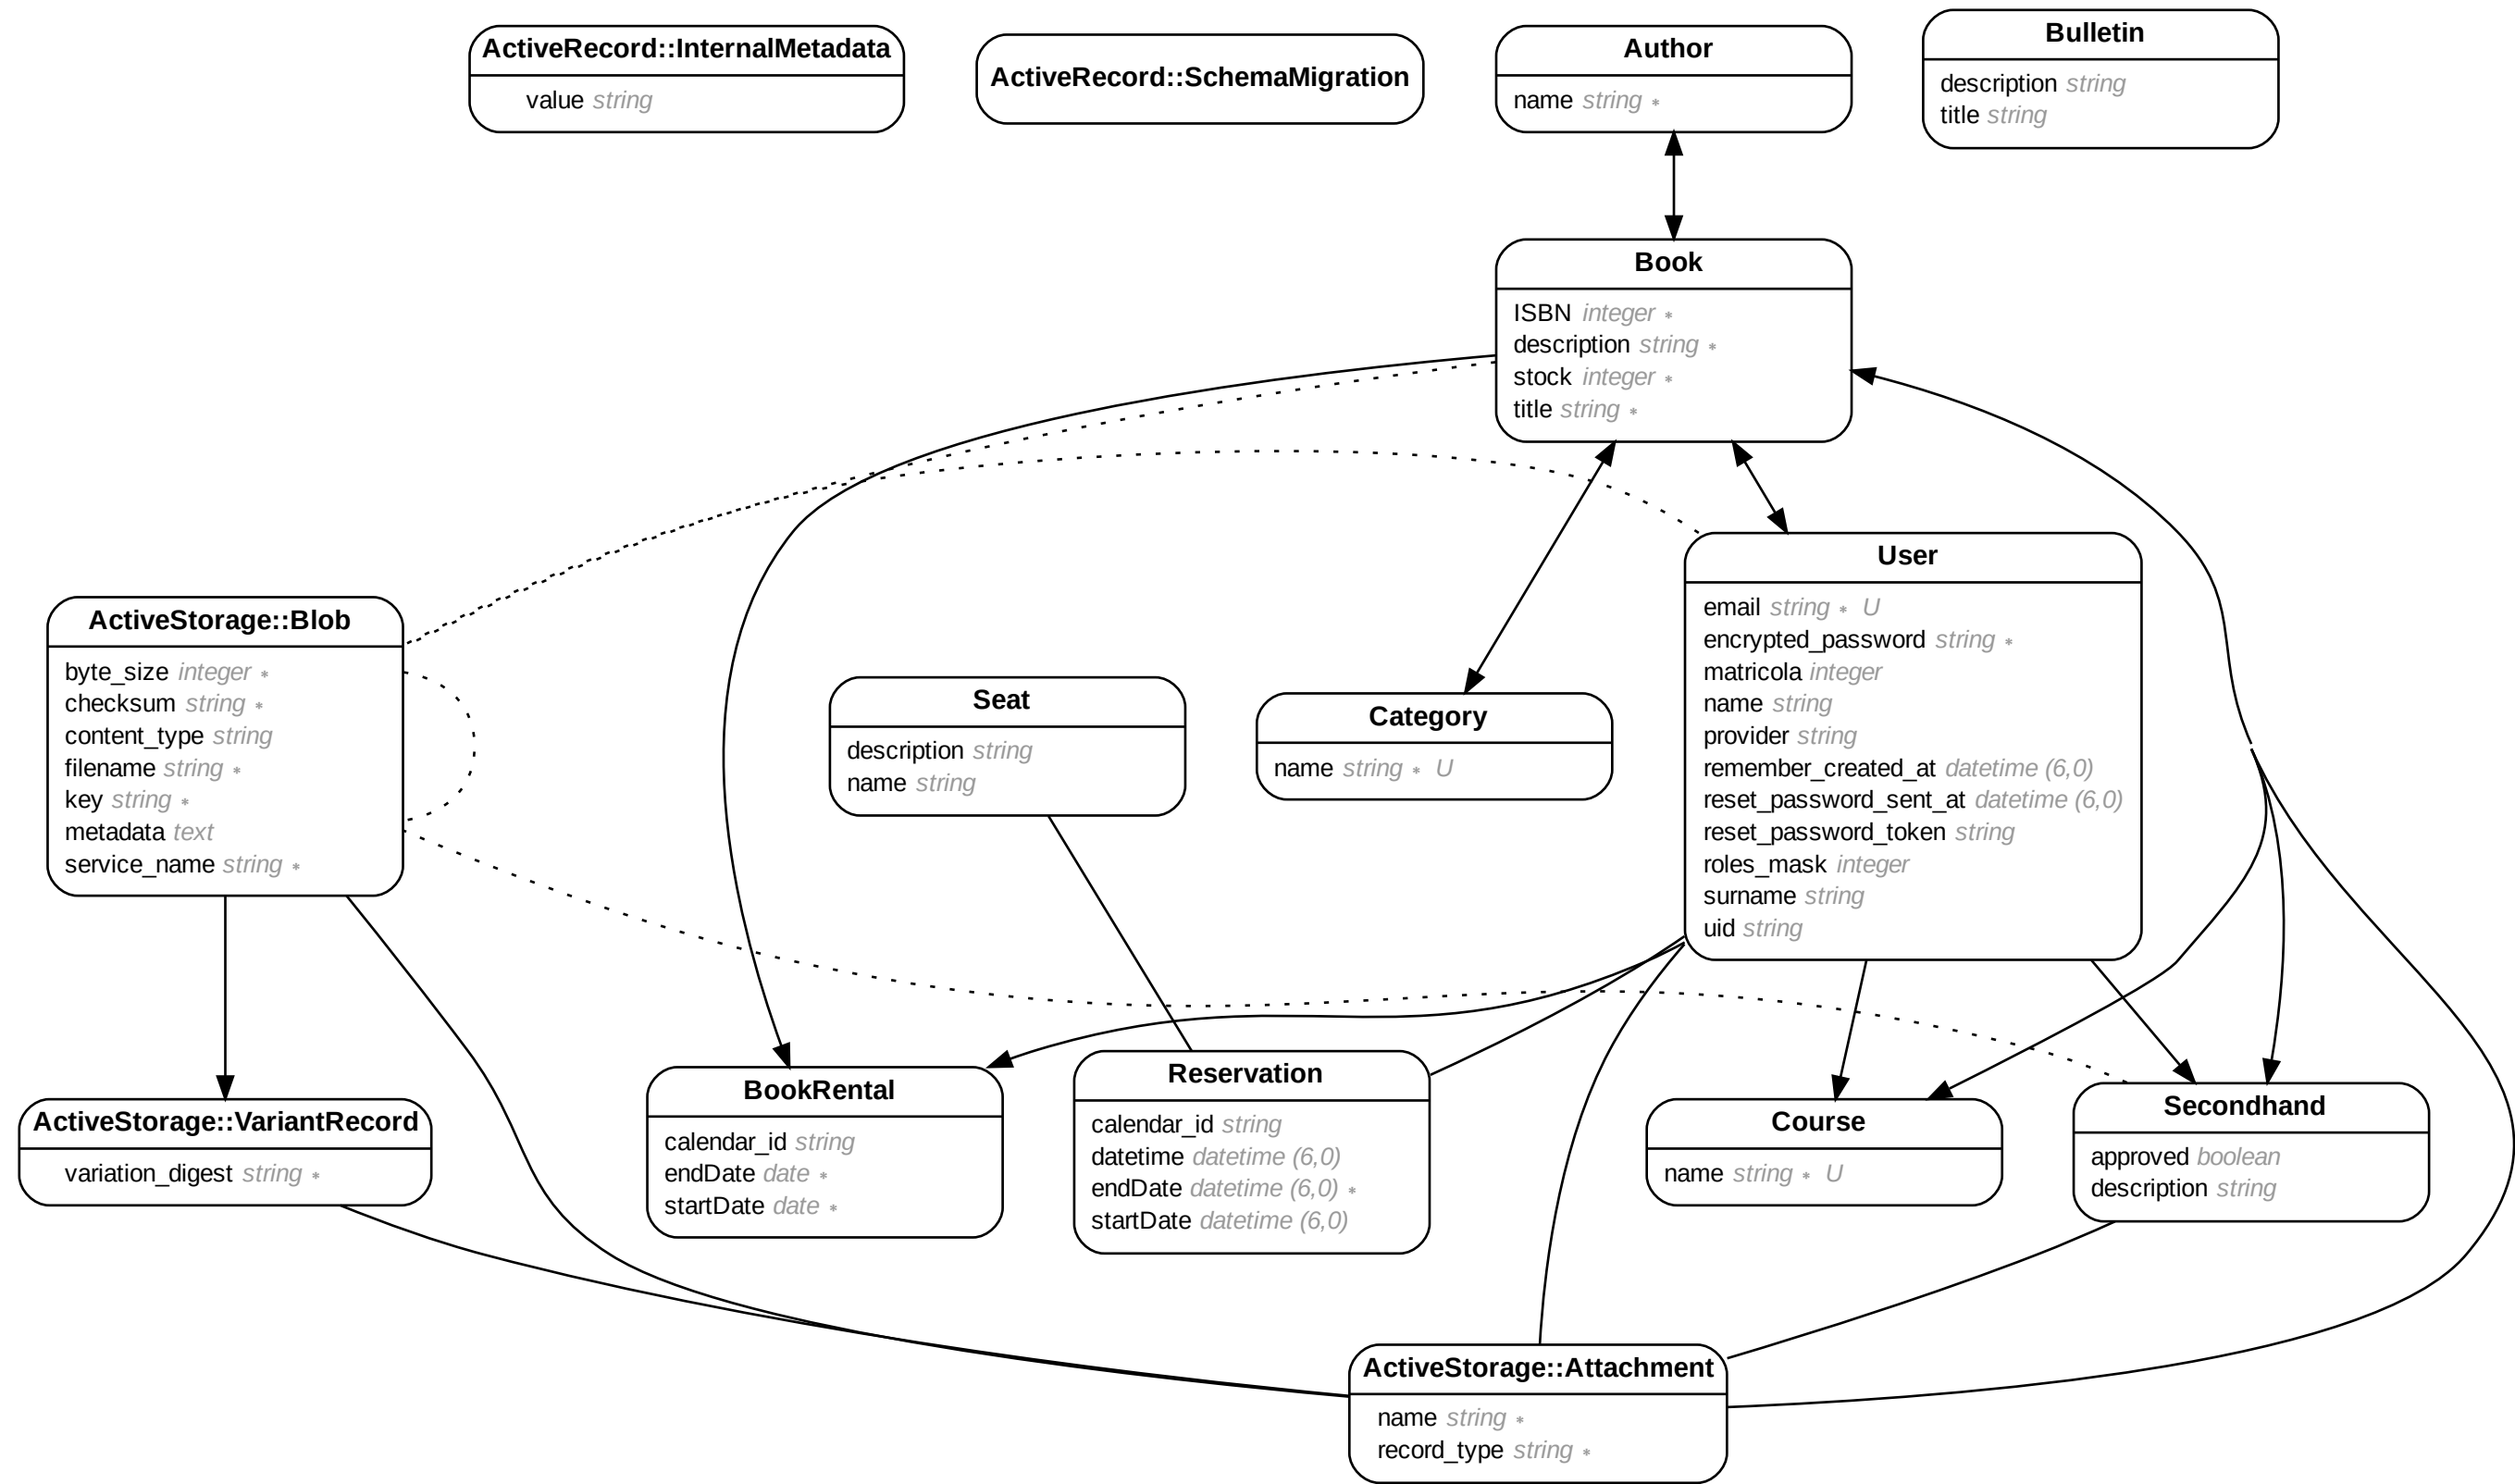 ActiveRecord::InternalMetadata
value string
ActiveRecord::SchemaMigration
Author
name string *
Bulletin
description string
title string
Book
ISBN integer *
description string *
stock integer *
title string *
User
email string * U
encrypted_password string *
matricola integer
name string
provider string
remember_created_at datetime (6,0)
reset_password_sent_at datetime (6,0)
reset_password_token string
roles_mask integer
surname string
uid string
ActiveStorage::Blob
byte_size integer *
checksum string *
content_type string
filename string *
key string *
metadata text
service_name string *
Seat
description string
name string
Category
name string * U
ActiveStorage::VariantRecord
variation_digest string *
BookRental
calendar_id string
endDate date *
startDate date *
Reservation
calendar_id string
datetime datetime (6,0)
endDate datetime (6,0) *
startDate datetime (6,0)
Course
name string * U
Secondhand
approved boolean
description string
ActiveStorage::Attachment
name string *
record_type string *